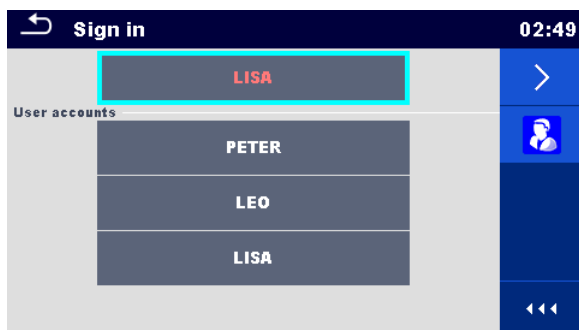 Sign in 02:49
LISA
User accounts
PETER
LEO
LISA